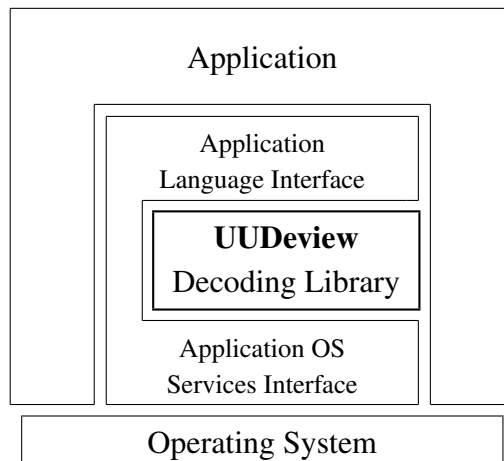 Application
Application
Language Interface
UUDeview
Decoding Library
Application OS
Services Interface
Operating System